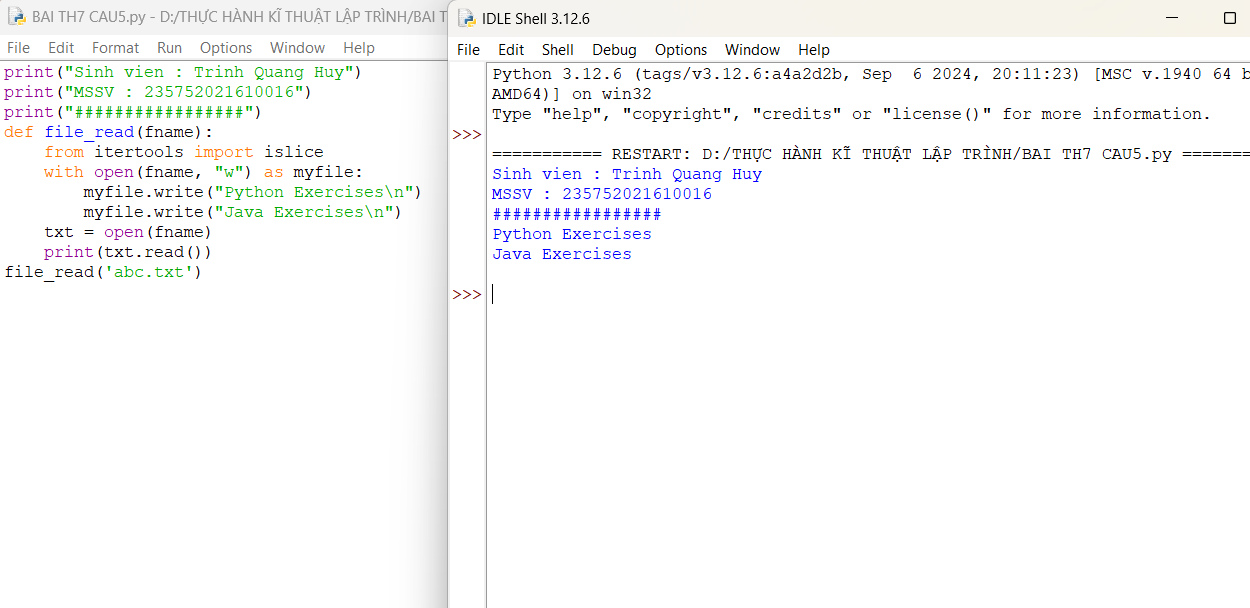 BAI TH7 CAU5.py - D:/THỰC HÀNH KĨ THUẬT LẬP TRÌNH/BAI T
File Edit Format Run Options Window Help
print("Sinh vien : Trinh Quang Huy")
print("MSSV : 235752021610016")
print("#################")
def file_read(fname):
    from itertools import islice
    with open(fname, "w") as myfile:
        myfile.write("Python Exercises\n")
        myfile.write("Java Exercises\n")
    txt = open(fname)
    print(txt.read())
file_read('abc.txt')
IDLE Shell 3.12.6
File Edit Shell Debug Options Window Help
Python 3.12.6 (tags/v3.12.6:a4a2d2b, Sep  6 2024, 20:11:23) [MSC v.1940 64 b
AMD64)] on win32
Type "help", "copyright", "credits" or "license()" for more information.
>>>
=========== RESTART: D:/THỰC HÀNH KĨ THUẬT LẬP TRÌNH/BAI TH7 CAU5.py =======
Sinh vien : Trinh Quang Huy
MSSV : 235752021610016
#################
Python Exercises
Java Exercises
>>>